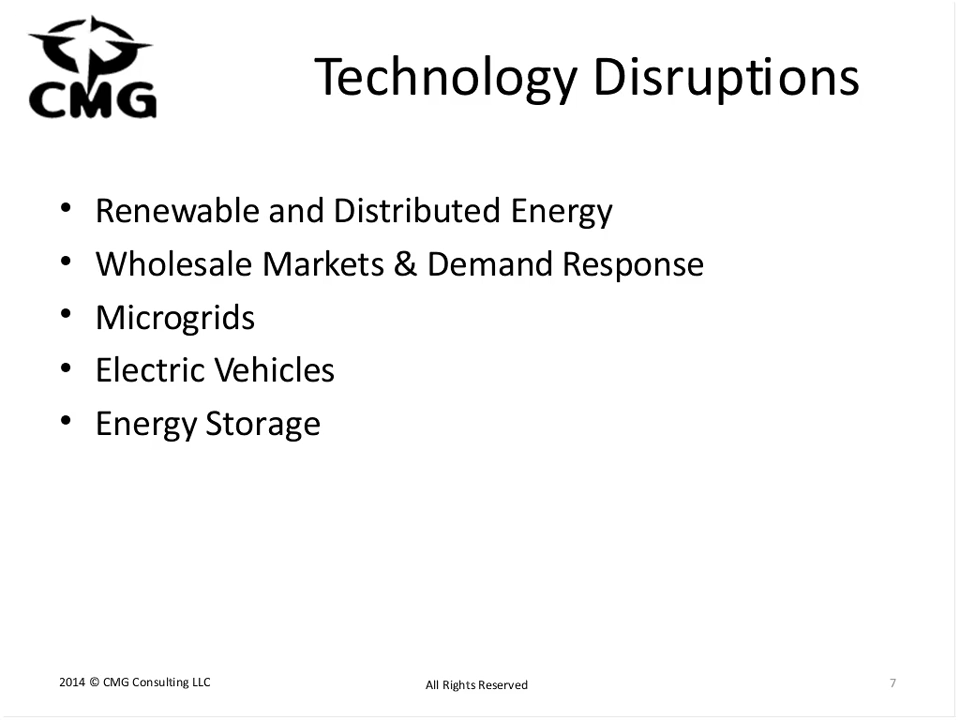 CMG
Technology Disruptions
• Renewable and Distributed Energy
• Wholesale Markets & Demand Response
• Microgrids
• Electric Vehicles
• Energy Storage
2014 © CMG Consulting LLC
All Rights Reserved
7